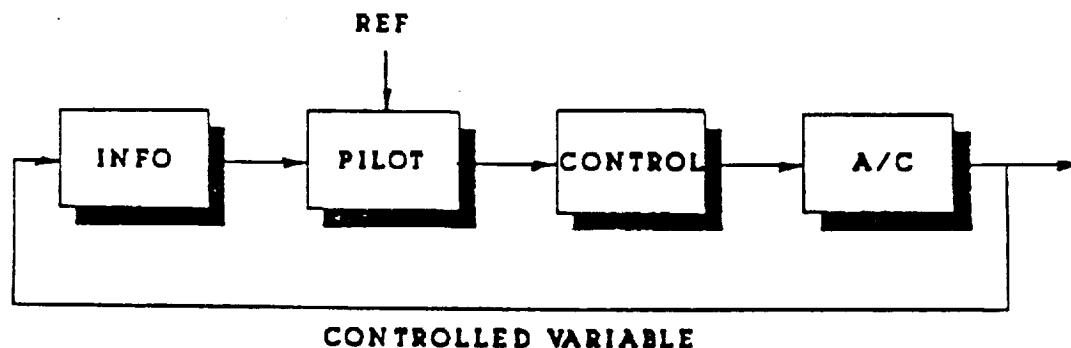 REF
INFO
PILOT
CONTROL
A/C
CONTROLLED VARIABLE